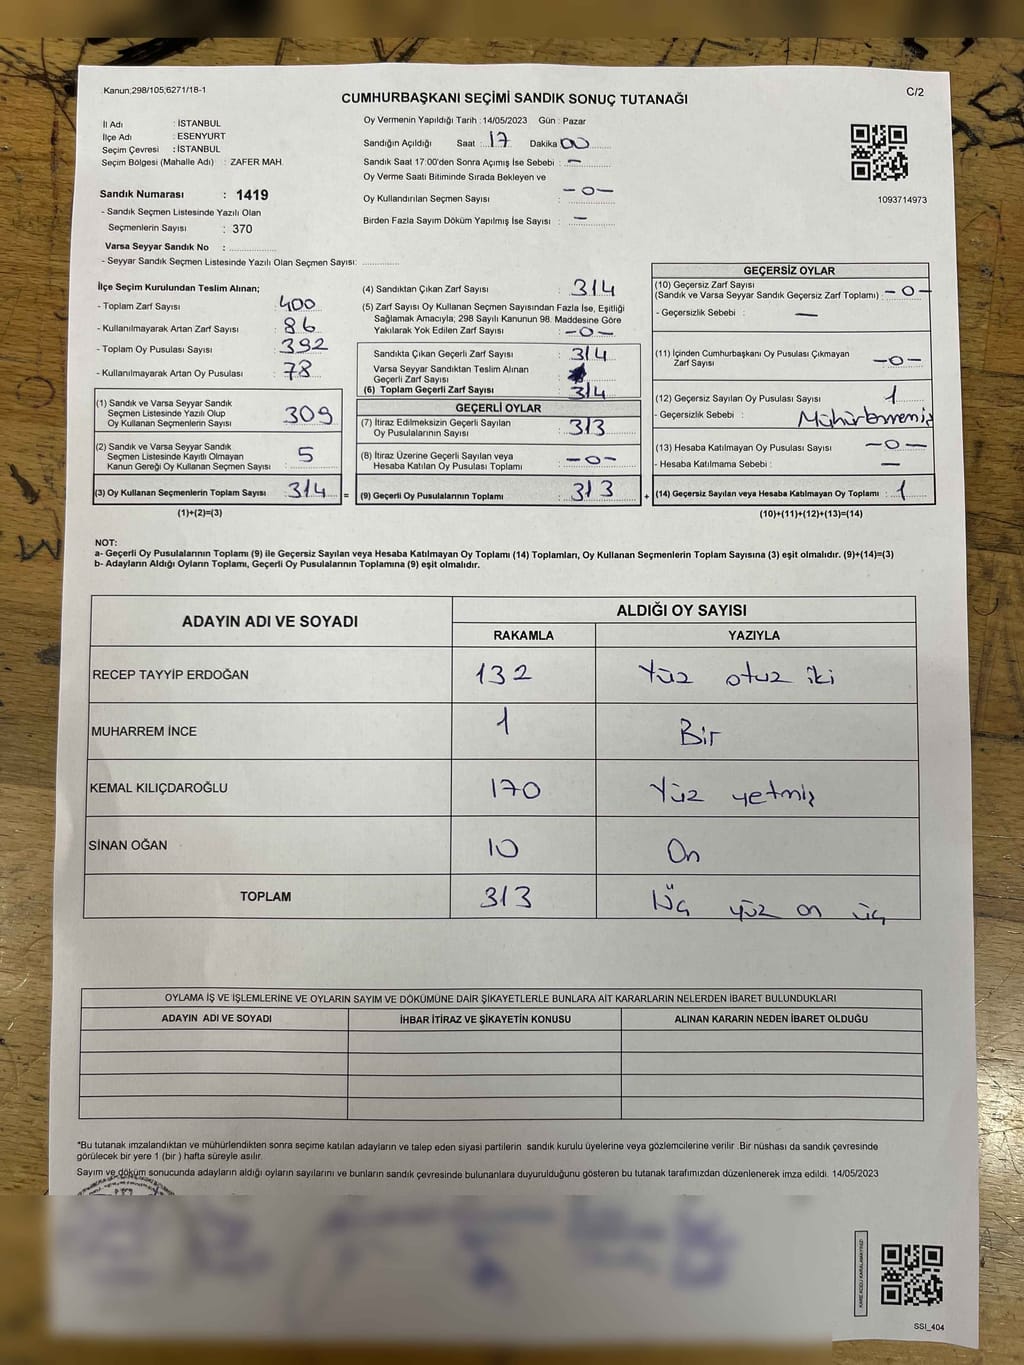 Kanun;298/105;6271/18-1
C/2
CUMHURBAŞKANI SEÇİMİ SANDIK SONUÇ TUTANAĞI
İl Adı : İSTANBUL
İlçe Adı : ESENYURT
Seçim Çevresi : İSTANBUL
Seçim Bölgesi (Mahalle Adı) : ZAFER MAH.
Sandık Numarası : 1419
- Sandık Seçmen Listesinde Yazılı Olan
Seçmenlerin Sayısı : 370
Varsa Seyyar Sandık No :
- Seyyar Sandık Seçmen Listesinde Yazılı Olan Seçmen Sayısı:
Oy Vermenin Yapıldığı Tarih :14/05/2023 Gün : Pazar
Sandığın Açıldığı Saat : 17 Dakika 00
Sandık Saat 17:00'den Sonra Açımış İse Sebebi : -
Oy Verme Saati Bitiminde Sırada Bekleyen ve
Oy Kullandırılan Seçmen Sayısı : -0-
Birden Fazla Sayım Döküm Yapılmış İse Sayısı : -
1093714973
İlçe Seçim Kurulundan Teslim Alınan;
- Toplam Zarf Sayısı : 400
- Kullanılmayarak Artan Zarf Sayısı : 86
- Toplam Oy Pusulası Sayısı : 392
- Kullanılmayarak Artan Oy Pusulası : 78
(1) Sandık ve Varsa Seyyar Sandık
Seçmen Listesinde Yazılı Olup
Oy Kullanan Seçmenlerin Sayısı : 309
(2) Sandık ve Varsa Seyyar Sandık
Seçmen Listesinde Kayıtlı Olmayan
Kanun Gereği Oy Kullanan Seçmen Sayısı : 5
(3) Oy Kullanan Seçmenlerin Toplam Sayısı : 314 =
(1)+(2)=(3)
(4) Sandıktan Çıkan Zarf Sayısı : 314
(5) Zarf Sayısı Oy Kullanan Seçmen Sayısından Fazla İse, Eşitliği
Sağlamak Amacıyla; 298 Sayılı Kanunun 98. Maddesine Göre
Yakılarak Yok Edilen Zarf Sayısı : -0-
Sandıkta Çıkan Geçerli Zarf Sayısı : 314
Varsa Seyyar Sandıktan Teslim Alınan
Geçerli Zarf Sayısı :
(6) Toplam Geçerli Zarf Sayısı : 314
GEÇERLİ OYLAR
(7) İtiraz Edilmeksizin Geçerli Sayılan
Oy Pusulalarının Sayısı : 313
(8) İtiraz Üzerine Geçerli Sayılan veya
Hesaba Katılan Oy Pusulası Toplamı : -0-
(9) Geçerli Oy Pusulalarının Toplamı : 313 +
GEÇERSİZ OYLAR
(10) Geçersiz Zarf Sayısı
(Sandık ve Varsa Seyyar Sandık Geçersiz Zarf Toplamı) : -0-
- Geçersizlik Sebebi : -
(11) İçinden Cumhurbaşkanı Oy Pusulası Çıkmayan
Zarf Sayısı : -0-
(12) Geçersiz Sayılan Oy Pusulası Sayısı : 1
- Geçersizlik Sebebi : Mühürlenmemiş
(13) Hesaba Katılmayan Oy Pusulası Sayısı : -0-
- Hesaba Katılmama Sebebi : -
(14) Geçersiz Sayılan veya Hesaba Katılmayan Oy Toplamı : 1
(10)+(11)+(12)+(13)=(14)
NOT:
a- Geçerli Oy Pusulalarının Toplamı (9) ile Geçersiz Sayılan veya Hesaba Katılmayan Oy Toplamı (14) Toplamları, Oy Kullanan Seçmenlerin Toplam Sayısına (3) eşit olmalıdır. (9)+(14)=(3)
b- Adayların Aldığı Oyların Toplamı, Geçerli Oy Pusulalarının Toplamına (9) eşit olmalıdır.
ADAYIN ADI VE SOYADI
ALDIĞI OY SAYISI
RAKAMLA YAZIYLA
RECEP TAYYİP ERDOĞAN 132 Yüz otuz iki
MUHARREM İNCE 1 Bir
KEMAL KILIÇDAROĞLU 170 Yüz yetmiş
SİNAN OĞAN 10 On
TOPLAM 313 Üç yüz on üç
OYLAMA İŞ VE İŞLEMLERİNE VE OYLARIN SAYIM VE DÖKÜMÜNE DAİR ŞİKAYETLERLE BUNLARA AİT KARARLARIN NELERDEN İBARET BULUNDUKLARI
ADAYIN ADI VE SOYADI İHBAR İTİRAZ VE ŞİKAYETİN KONUSU ALINAN KARARIN NEDEN İBARET OLDUĞU
*Bu tutanak imzalandıktan ve mühürlendikten sonra seçime katılan adayların ve talep eden siyasi partilerin sandık kurulu üyelerine veya gözlemcilerine verilir .Bir nüshası da sandık çevresinde
görülecek bir yere 1 (bir ) hafta süreyle asılır.
Sayım ve döküm sonucunda adayların aldığı oyların sayılarını ve bunların sandık çevresinde bulunanlara duyurulduğunu gösteren bu tutanak tarafımızdan düzenlenerek imza edildi. 14/05/2023
KARE KODU KARALAMAYINIZ!
SSI_404